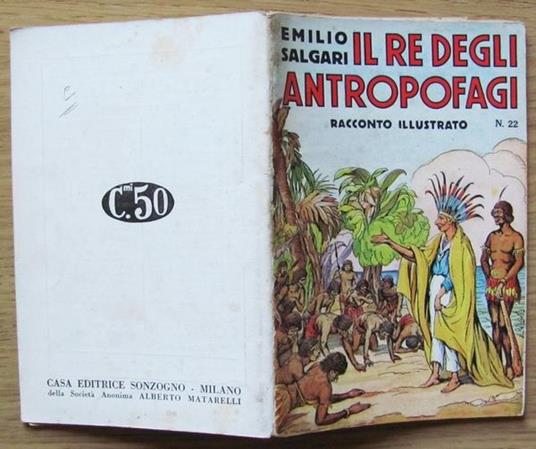 EMILIO
SALGARI
IL RE DEGLI
ANTROPOFAGI
RACCONTO ILLUSTRATO
N. 22
Cmi 50
CASA EDITRICE SONZOGNO - MILANO
della Società Anonima ALBERTO MATARELLI